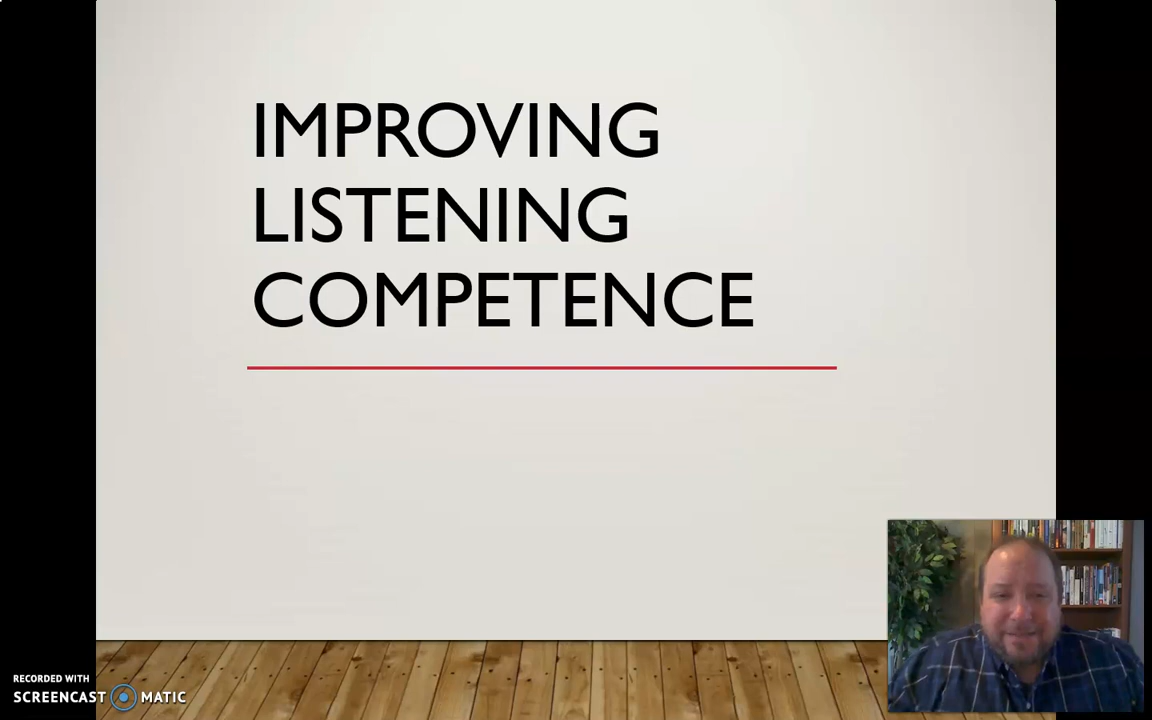 IMPROVING
LISTENING
COMPETENCE
RECORDED WITH
SCREENCAST MATIC